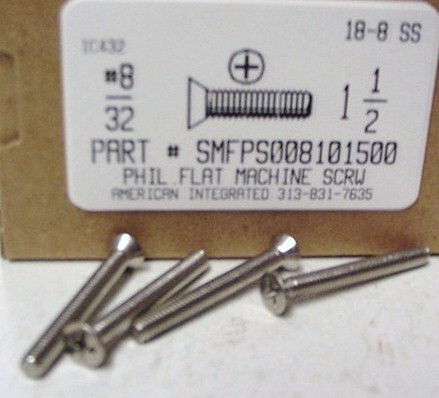 18-8 SS
IC432
#8
32
1 1
2
PART # SMFPS008101500
PHIL.FLAT MACHINE SCRW
AMERICAN INTEGRATED 313-831-7635